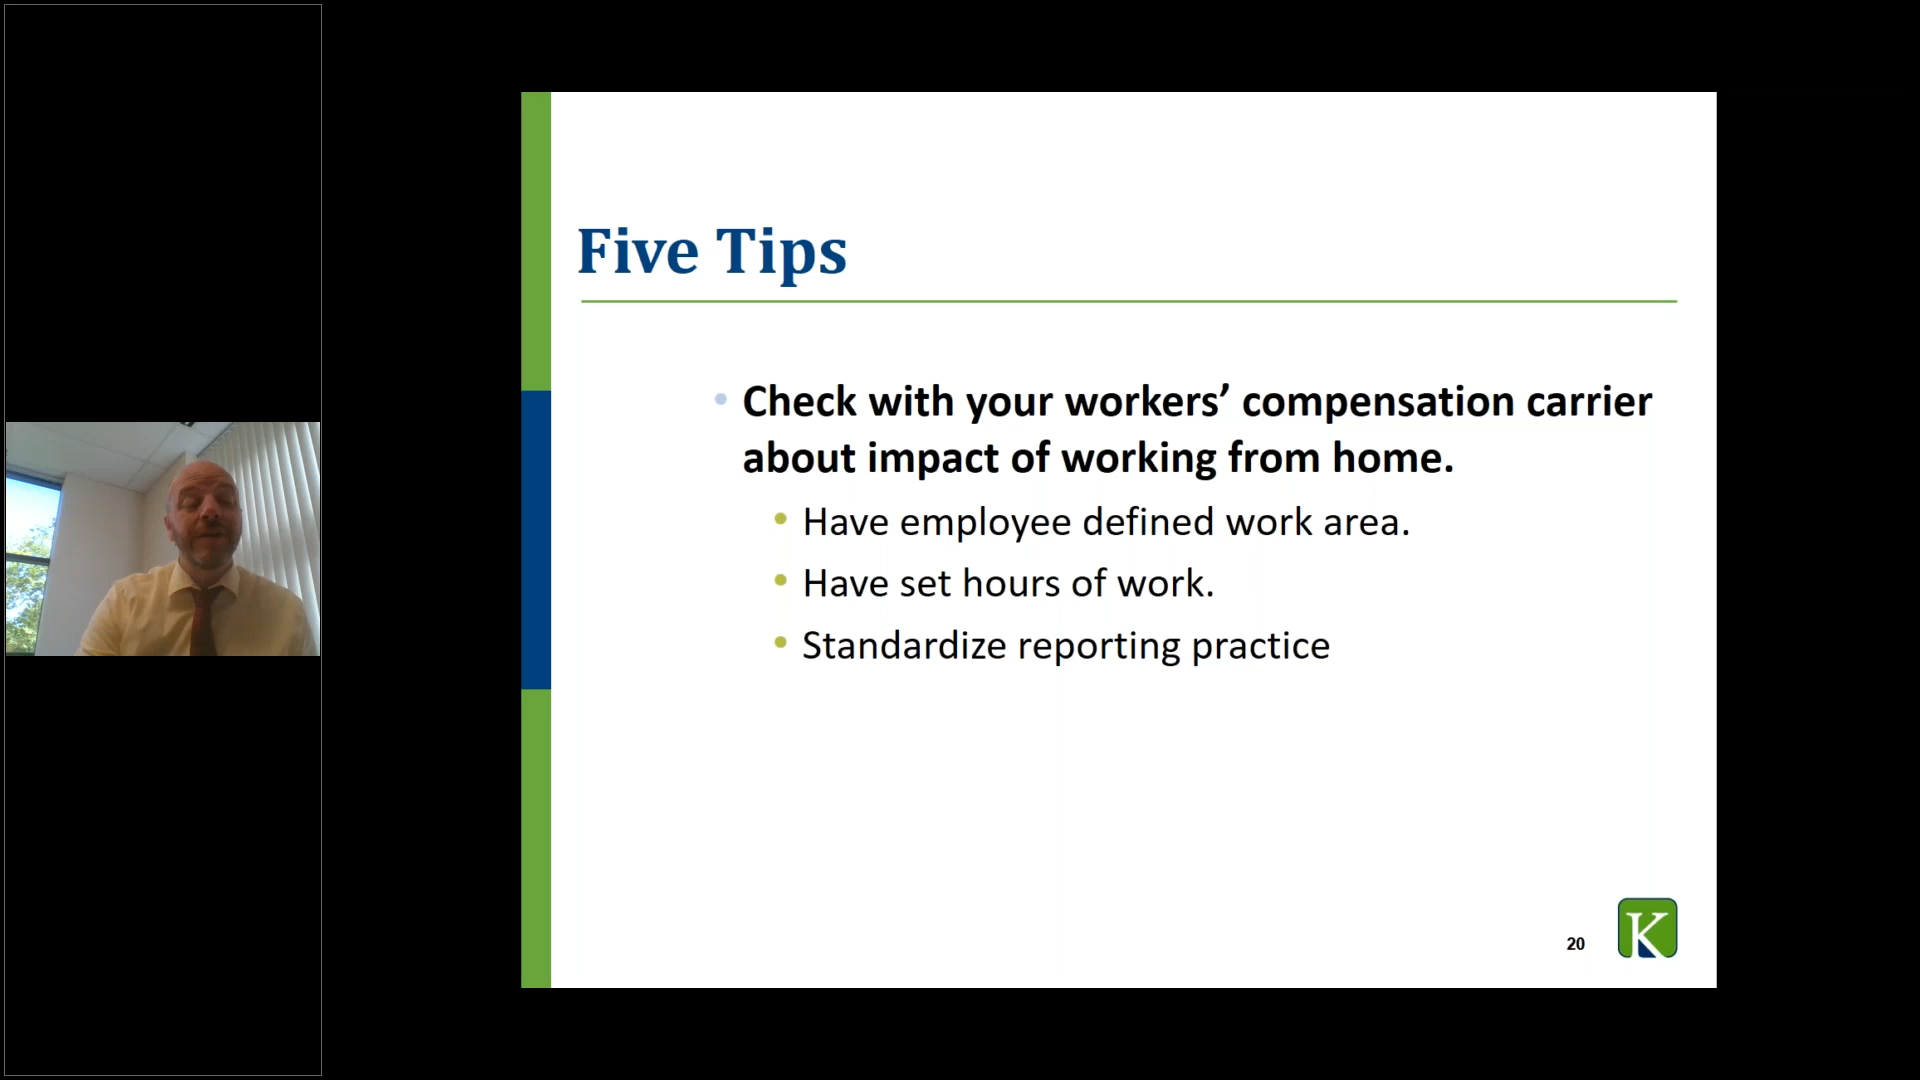 Five Tips
• Check with your workers’ compensation carrier
about impact of working from home.
• Have employee defined work area.
• Have set hours of work.
• Standardize reporting practice
20
K